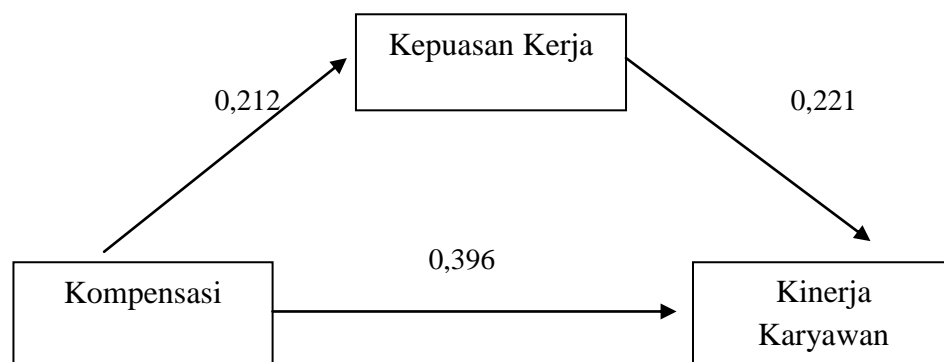 Kepuasan Kerja
0,212
0,221
0,396
Kompensasi
Kinerja
Karyawan